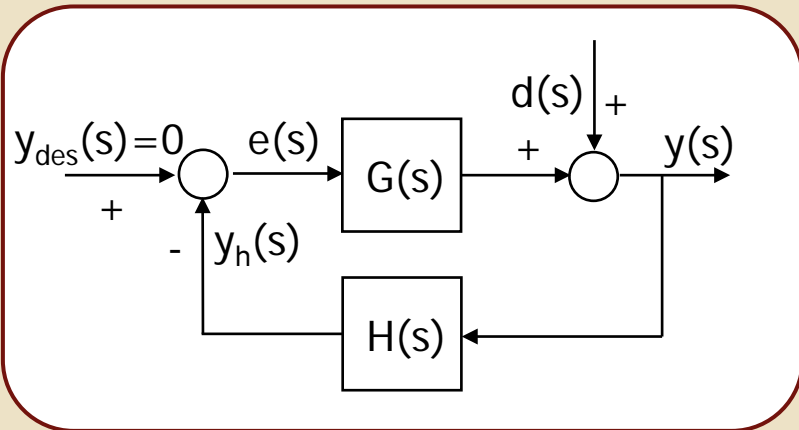 d(s)
+
y_des(s)=0
e(s)
G(s)
+
y(s)
+
-
y_h(s)
H(s)